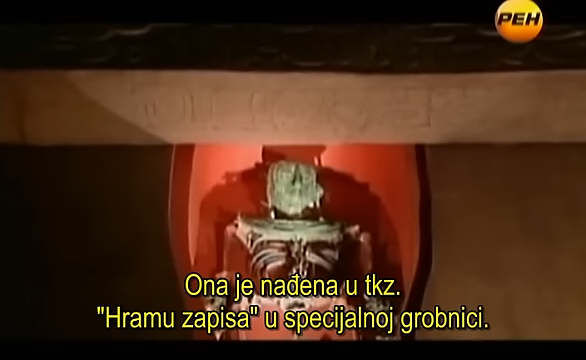 РЕН
Ona je nađena u tkz.
"Hramu zapisa" u specijalnoj grobnici.